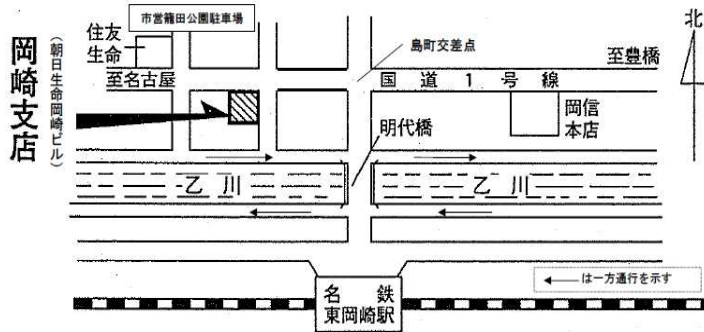 市営籠田公園駐車場
北
住友
生命
島町交差点
至豊橋
至名古屋
国道1号線
岡崎支店
(朝日生命岡崎ビル)
岡信
本店
明代橋
乙川
乙川
は一方通行を示す
名鉄
東岡崎駅